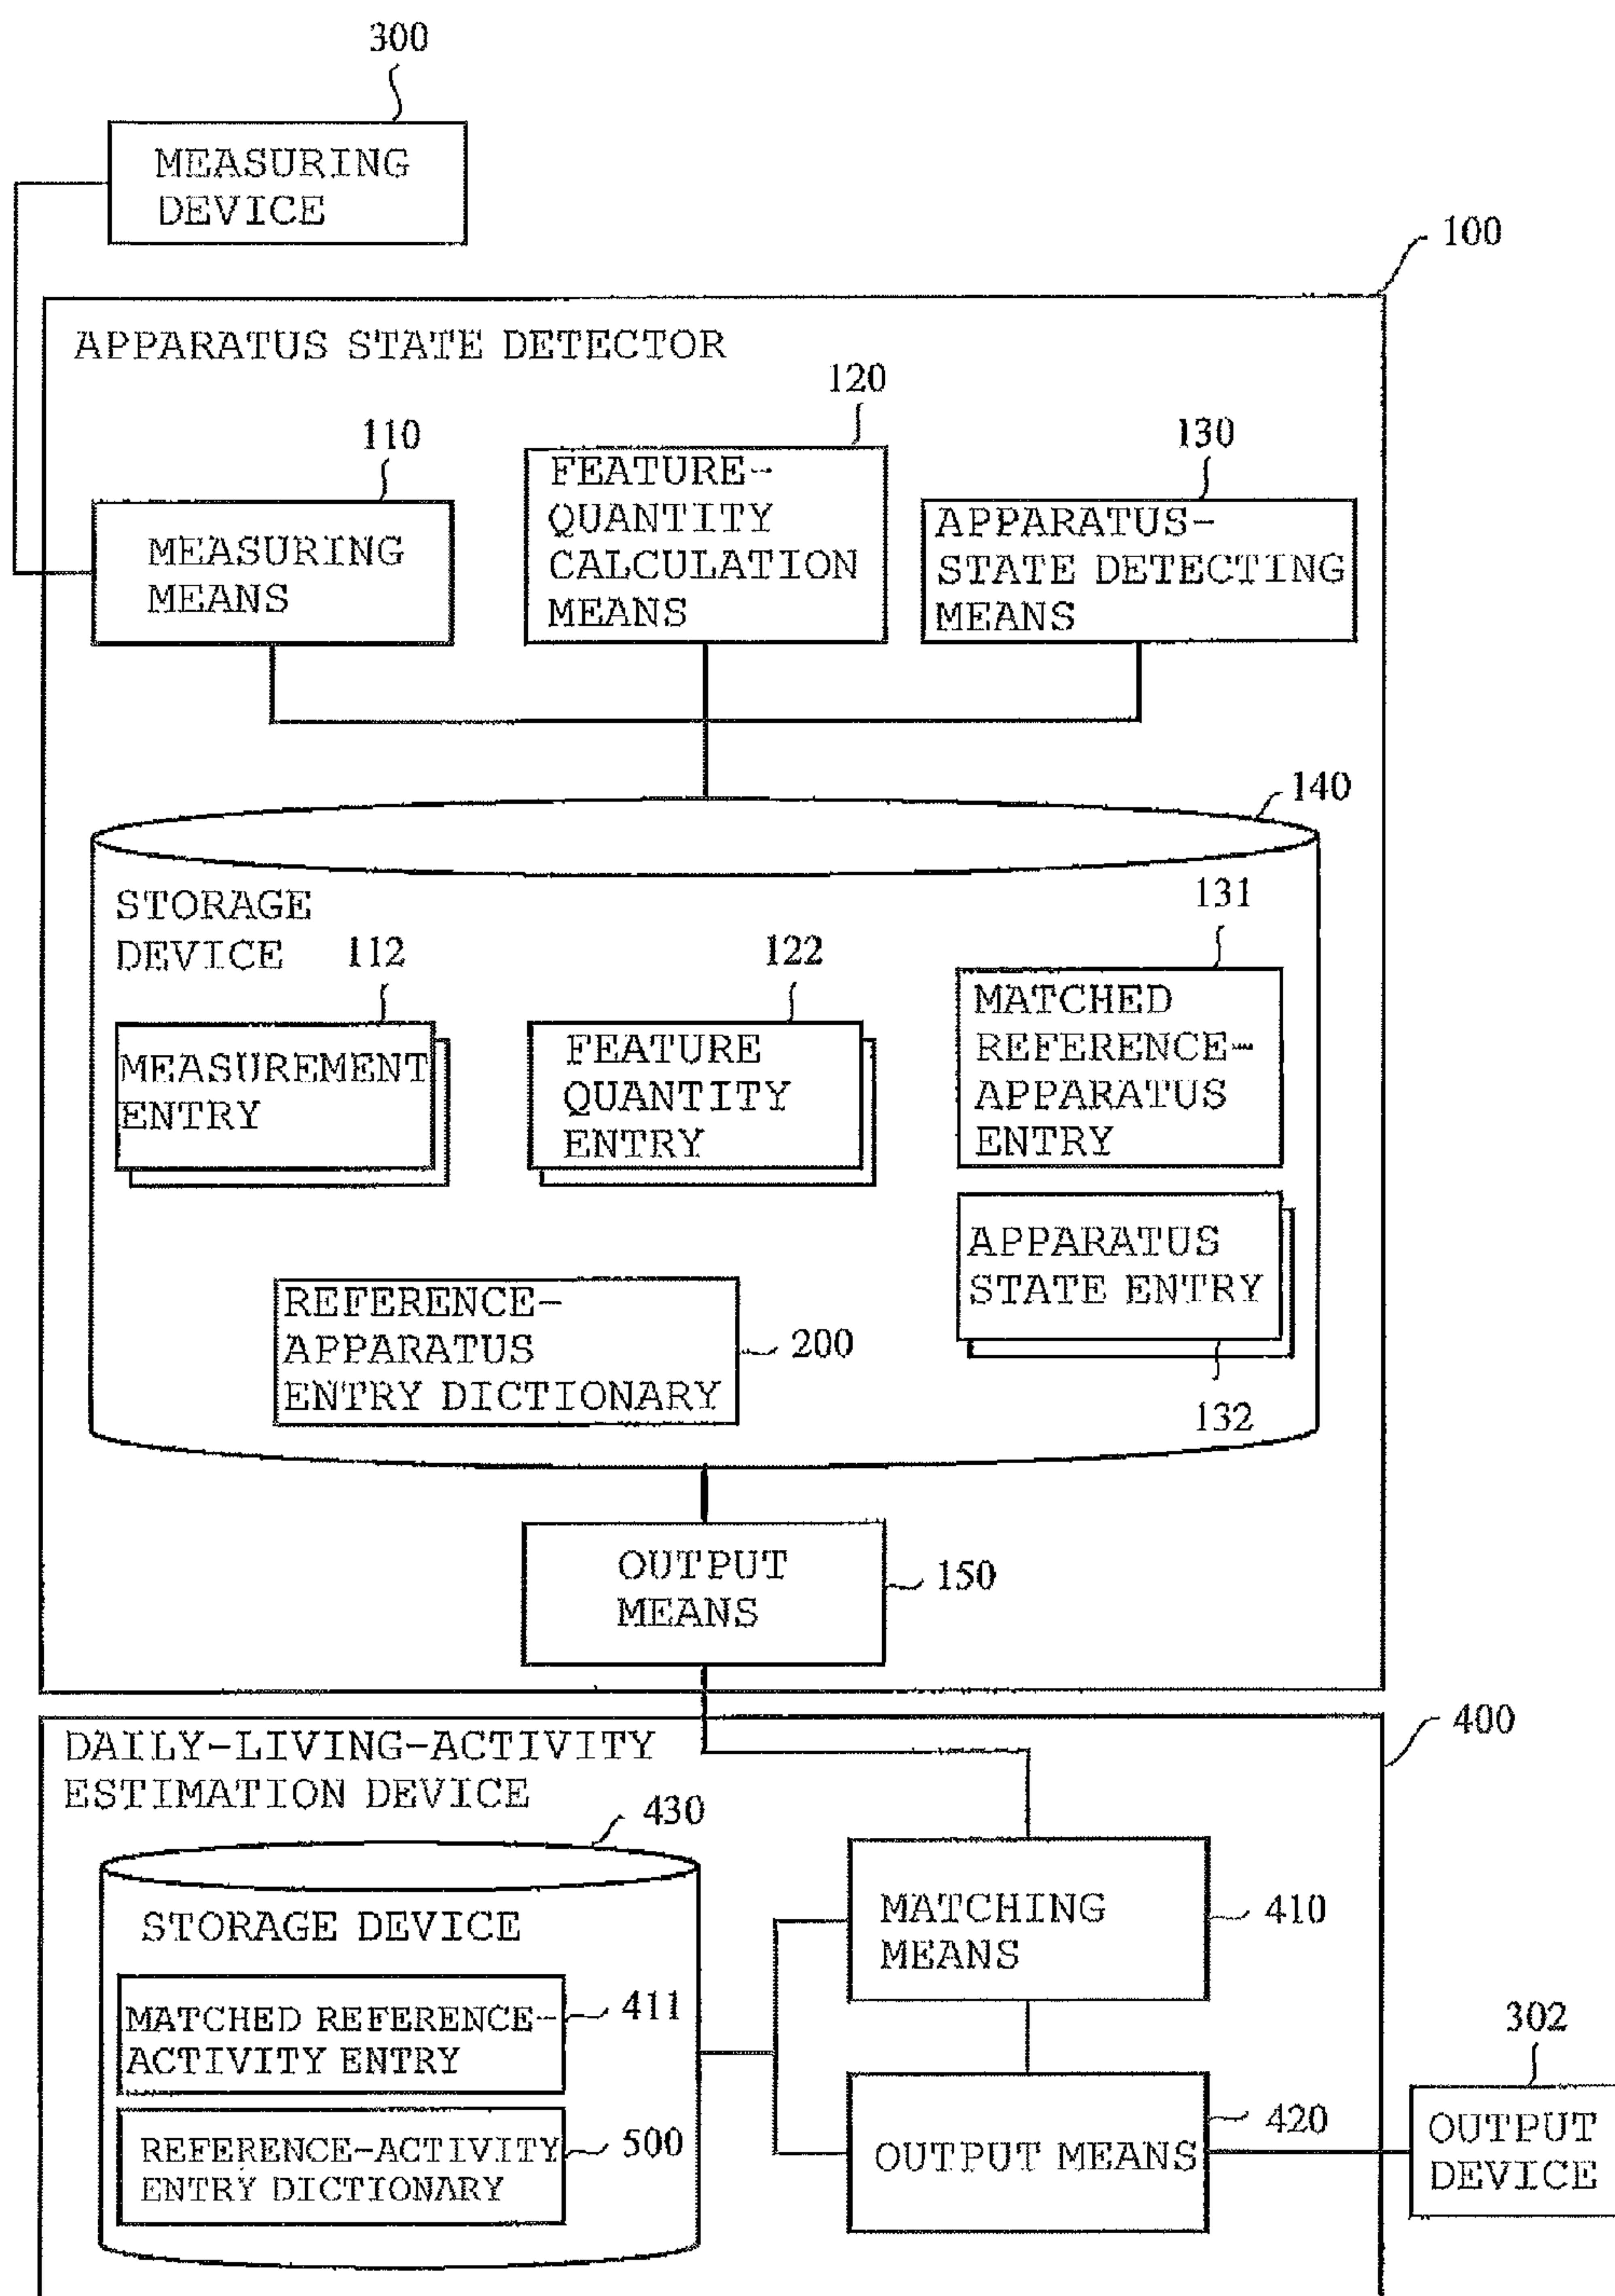 300
MEASURING
DEVICE
100
APPARATUS STATE DETECTOR
120
110
130
FEATURE-
QUANTITY
CALCULATION
MEANS
MEASURING
MEANS
APPARATUS-
STATE DETECTING
MEANS
140
STORAGE
DEVICE
112
122
131
MEASUREMENT
ENTRY
FEATURE
QUANTITY
ENTRY
MATCHED
REFERENCE-
APPARATUS
ENTRY
APPARATUS
STATE ENTRY
132
REFERENCE-
APPARATUS
ENTRY DICTIONARY
200
OUTPUT
MEANS
150
400
DAILY-LIVING-ACTIVITY
ESTIMATION DEVICE
430
STORAGE DEVICE
MATCHED REFERENCE-
ACTIVITY ENTRY
411
REFERENCE-ACTIVITY
ENTRY DICTIONARY
500
MATCHING
MEANS
410
OUTPUT MEANS
420
302
OUTPUT
DEVICE